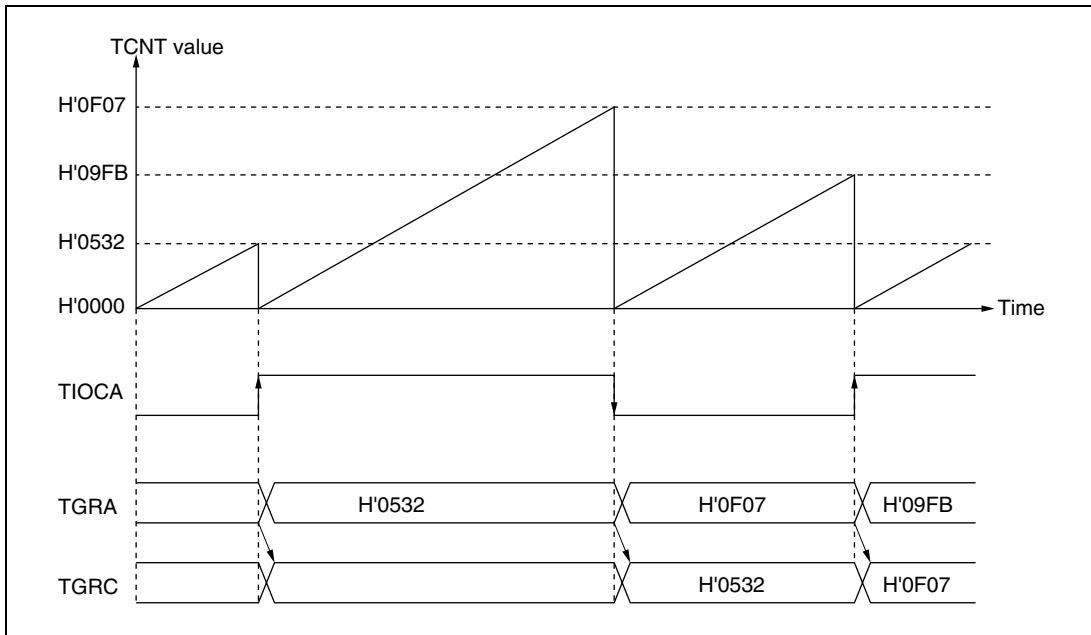 TCNT value
H'0F07
H'09FB
H'0532
H'0000
Time
TIOCA
TGRA
H'0532
H'0F07
H'09FB
TGRC
H'0532
H'0F07